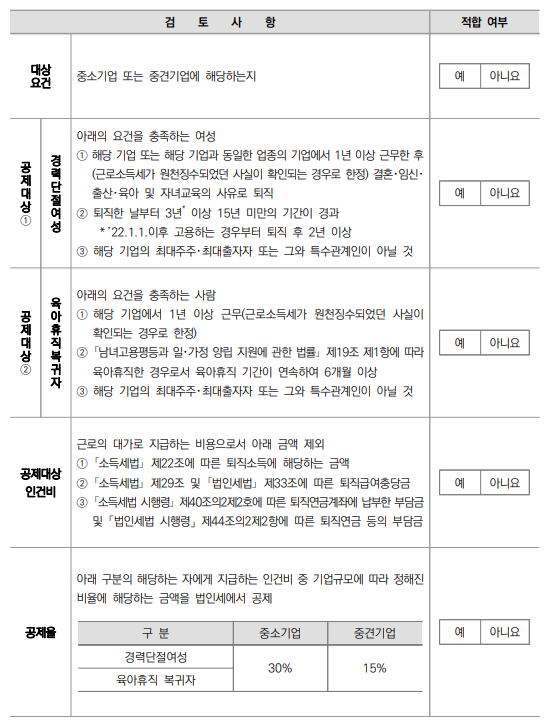 검 토 사 항 적합 여부
대상
요건
중소기업 또는 중견기업에 해당하는지
예 아니요
공제대상①
경력단절여성
아래의 요건을 충족하는 여성
① 해당 기업 또는 해당 기업과 동일한 업종의 기업에서 1년 이상 근무한 후
(근로소득세가 원천징수되었던 사실이 확인되는 경우로 한정) 결혼·임신·
출산·육아 및 자녀교육의 사유로 퇴직
② 퇴직한 날부터 3년* 이상 15년 미만의 기간이 경과
* ’22.1.1.이후 고용하는 경우부터 퇴직 후 2년 이상
③ 해당 기업의 최대주주·최대출자자 또는 그와 특수관계인이 아닐 것
예 아니요
공제대상②
육아휴직복귀자
아래의 요건을 충족하는 사람
① 해당 기업에서 1년 이상 근무(근로소득세가 원천징수되었던 사실이
확인되는 경우로 한정)
② 「남녀고용평등과 일·가정 양립 지원에 관한 법률」 제19조 제1항에 따라
육아휴직한 경우로서 육아휴직 기간이 연속하여 6개월 이상
③ 해당 기업의 최대주주·최대출자자 또는 그와 특수관계인이 아닐 것
예 아니요
공제대상
인건비
근로의 대가로 지급하는 비용으로서 아래 금액 제외
① 「소득세법」 제22조에 따른 퇴직소득에 해당하는 금액
② 「소득세법」 제29조 및 「법인세법」 제33조에 따른 퇴직급여충당금
③ 「소득세법 시행령」 제40조의2제2호에 따른 퇴직연금계좌에 납부한 부담금
및 「법인세법 시행령」 제44조의2제2항에 따른 퇴직연금 등의 부담금
예 아니요
공제율
아래 구분의 해당하는 자에게 지급하는 인건비 중 기업규모에 따라 정해진
비율에 해당하는 금액을 법인세에서 공제
구 분 중소기업 중견기업
경력단절여성
육아휴직 복귀자
30% 15%
예 아니요